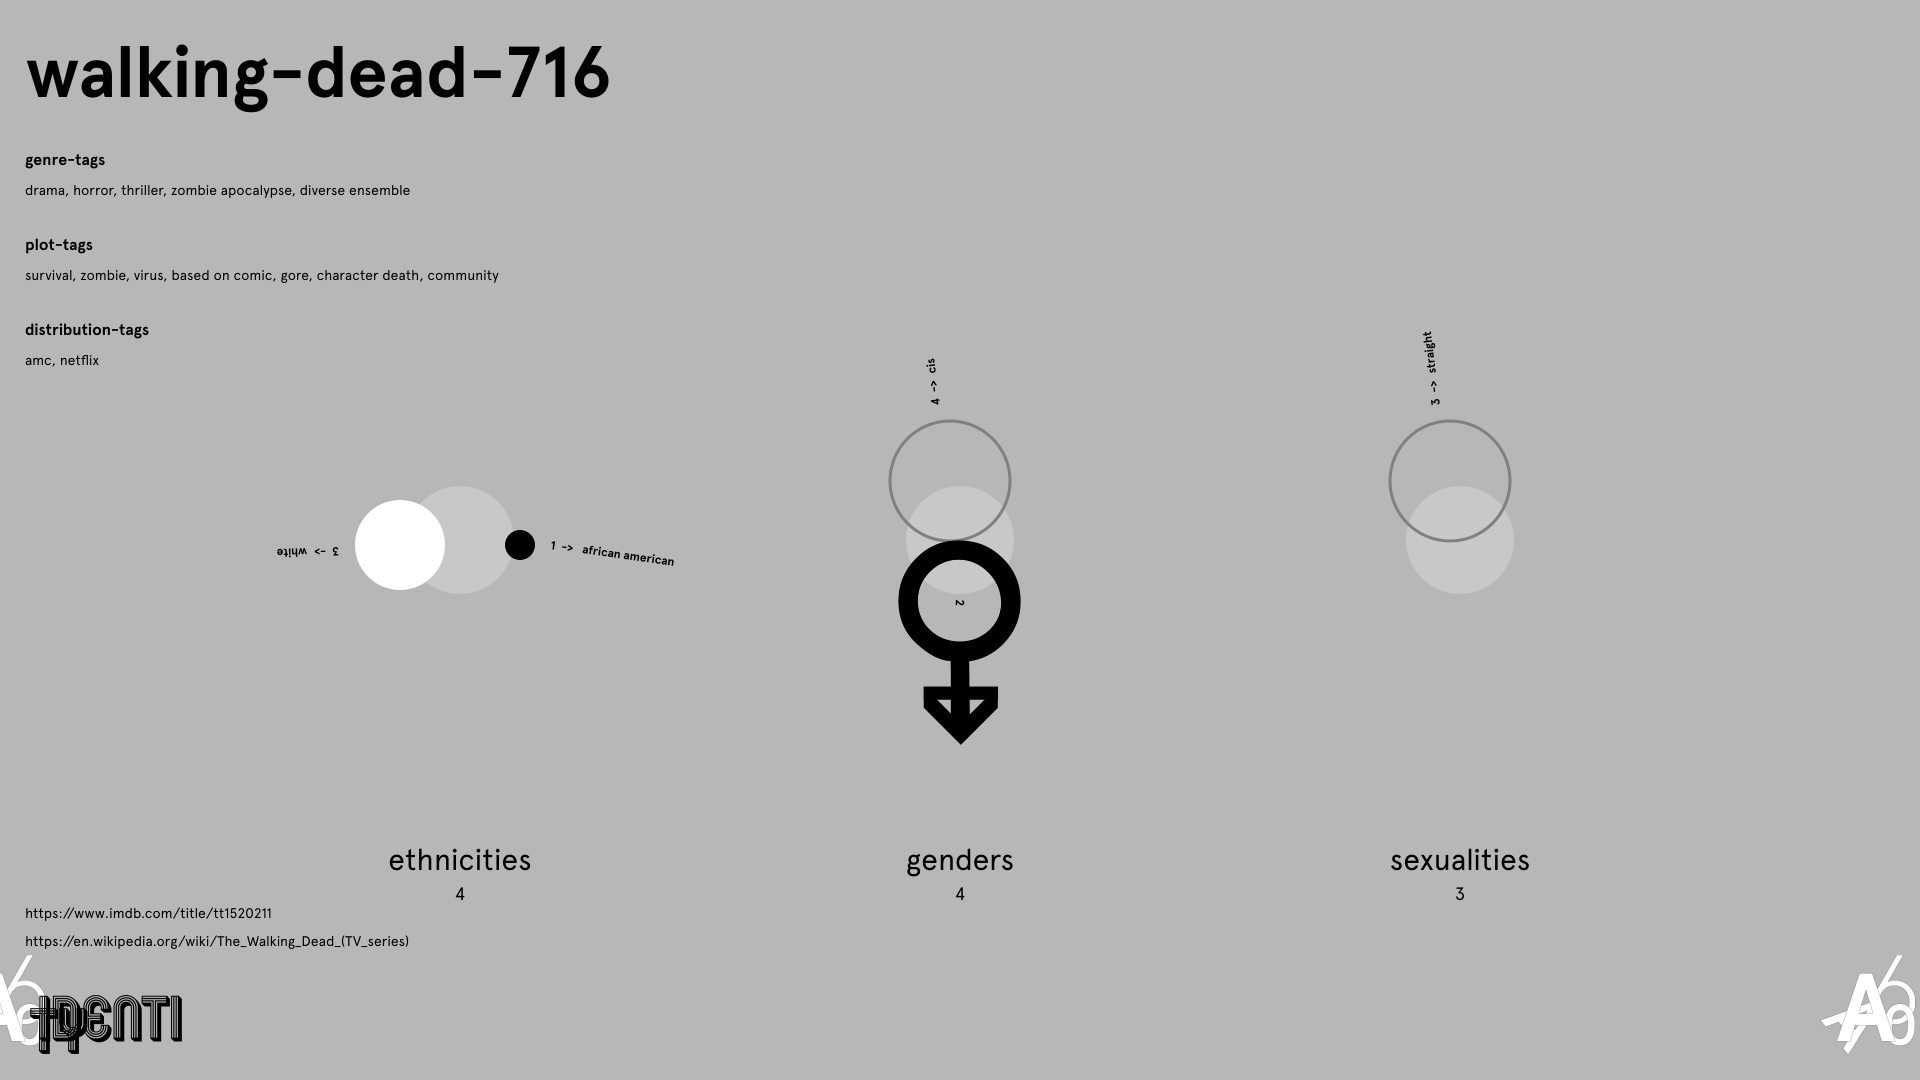 walking-dead-716
genre-tags
drama, horror, thriller, zombie apocalypse, diverse ensemble
plot-tags
survival, zombie, virus, based on comic, gore, character death, community
distribution-tags
amc, netflix
4 -> cis
3 -> straight
3 -> white
1 -> african american
2
ethnicities
4
genders
4
sexualities
3
https://www.imdb.com/title/tt1520211
https://en.wikipedia.org/wiki/The_Walking_Dead_(TV_series)
IDENTI